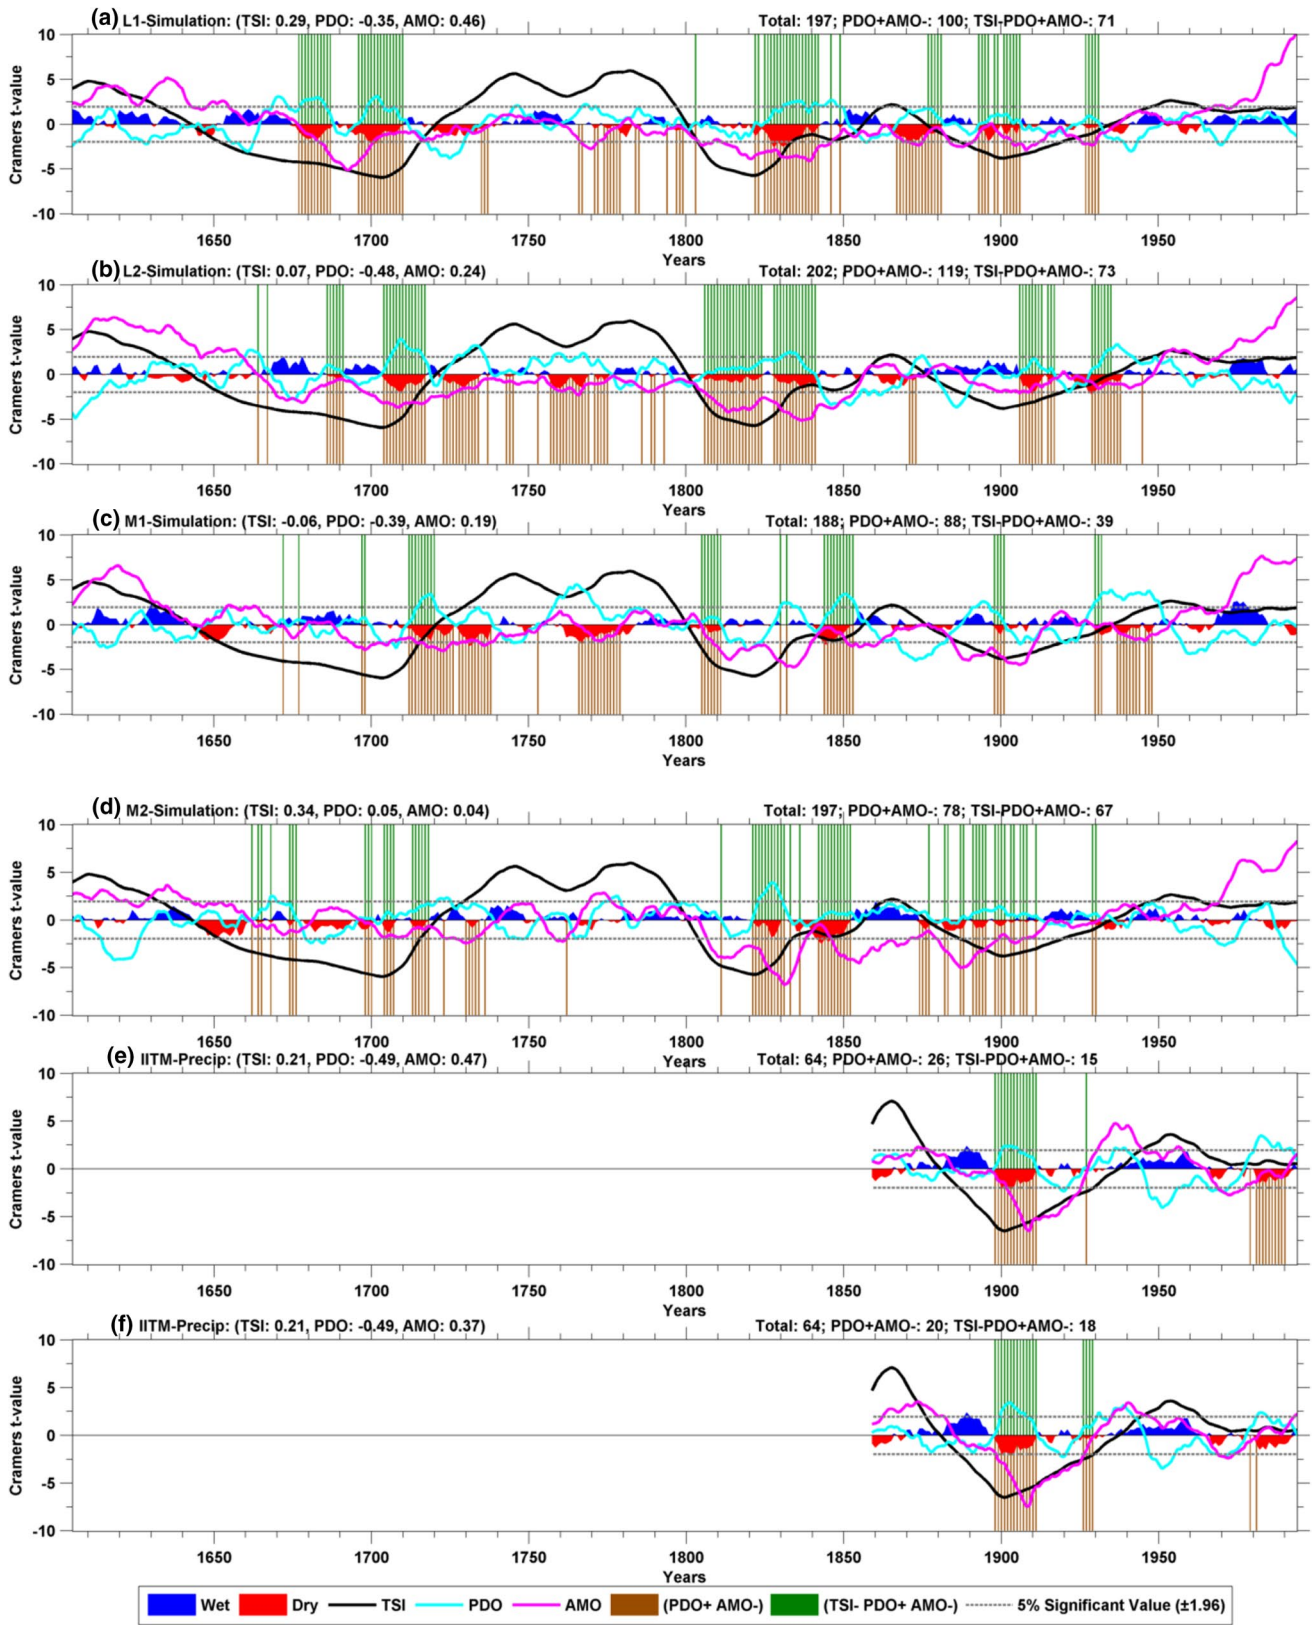 (a) L1-Simulation: (TSI: 0.29, PDO: -0.35, AMO: 0.46) Total: 197; PDO+AMO-: 100; TSI-PDO+AMO-: 71
Cramers t-value
10
5
0
-5
-10
1650 1700 1750 1800 1850 1900 1950
Years
(b) L2-Simulation: (TSI: 0.07, PDO: -0.48, AMO: 0.24) Total: 202; PDO+AMO-: 119; TSI-PDO+AMO-: 73
Cramers t-value
10
5
0
-5
-10
1650 1700 1750 1800 1850 1900 1950
Years
(c) M1-Simulation: (TSI: -0.06, PDO: -0.39, AMO: 0.19) Total: 188; PDO+AMO-: 88; TSI-PDO+AMO-: 39
Cramers t-value
10
5
0
-5
-10
1650 1700 1750 1800 1850 1900 1950
Years
(d) M2-Simulation: (TSI: 0.34, PDO: 0.05, AMO: 0.04) Total: 197; PDO+AMO-: 78; TSI-PDO+AMO-: 67
Cramers t-value
10
5
0
-5
-10
1650 1700 1750 1800 1850 1900 1950
Years
(e) IITM-Precip: (TSI: 0.21, PDO: -0.49, AMO: 0.47) Total: 64; PDO+AMO-: 26; TSI-PDO+AMO-: 15
Cramers t-value
10
5
0
-5
-10
1650 1700 1750 1800 1850 1900 1950
Years
(f) IITM-Precip: (TSI: 0.21, PDO: -0.49, AMO: 0.37) Total: 64; PDO+AMO-: 20; TSI-PDO+AMO-: 18
Cramers t-value
10
5
0
-5
-10
1650 1700 1750 1800 1850 1900 1950
Years
Wet Dry TSI PDO AMO (PDO+ AMO-) (TSI- PDO+ AMO-) 5% Significant Value (±1.96)